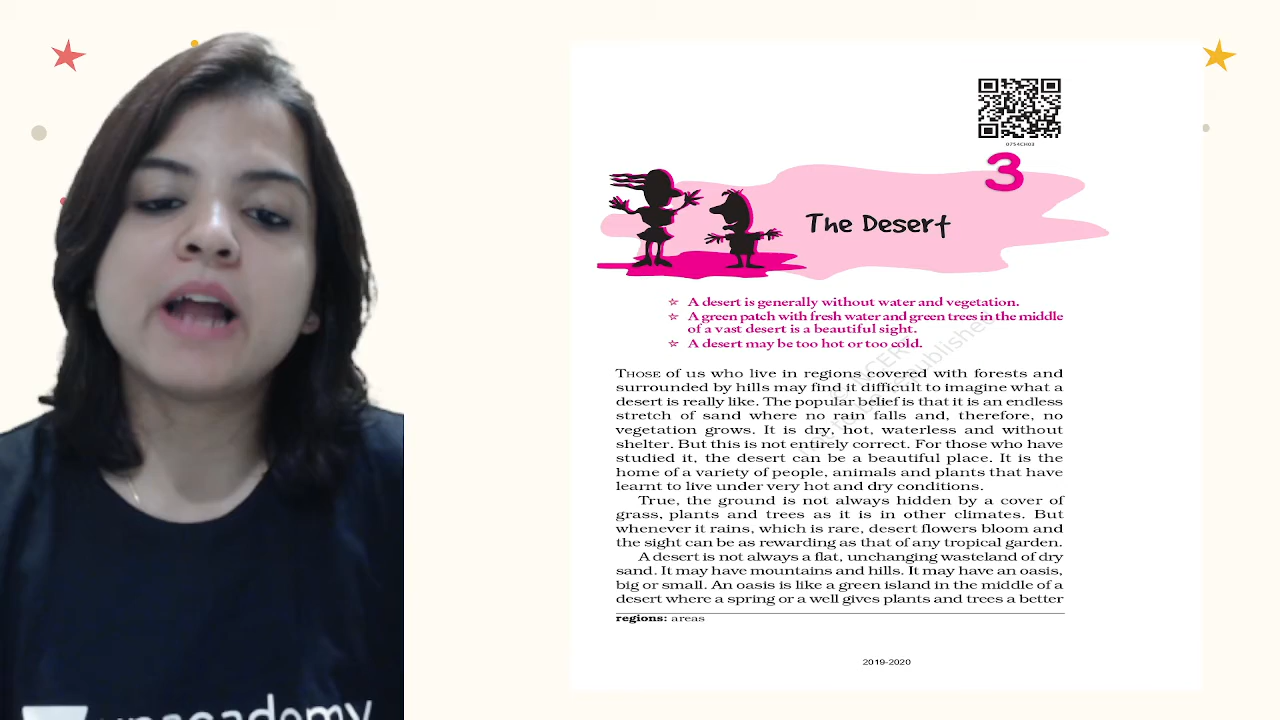 0754CH03
3
The Desert
☆ A desert is generally without water and vegetation.
☆ A green patch with fresh water and green trees in the middle
of a vast desert is a beautiful sight.
☆ A desert may be too hot or too cold.
THOSE of us who live in regions covered with forests and
surrounded by hills may find it difficult to imagine what a
desert is really like. The popular belief is that it is an endless
stretch of sand where no rain falls and, therefore, no
vegetation grows. It is dry, hot, waterless and without
shelter. But this is not entirely correct. For those who have
studied it, the desert can be a beautiful place. It is the
home of a variety of people, animals and plants that have
learnt to live under very hot and dry conditions.
True, the ground is not always hidden by a cover of
grass, plants and trees as it is in other climates. But
whenever it rains, which is rare, desert flowers bloom and
the sight can be as rewarding as that of any tropical garden.
A desert is not always a flat, unchanging wasteland of dry
sand. It may have mountains and hills. It may have an oasis,
big or small. An oasis is like a green island in the middle of a
desert where a spring or a well gives plants and trees a better
regions: areas
2019-2020
unacademy